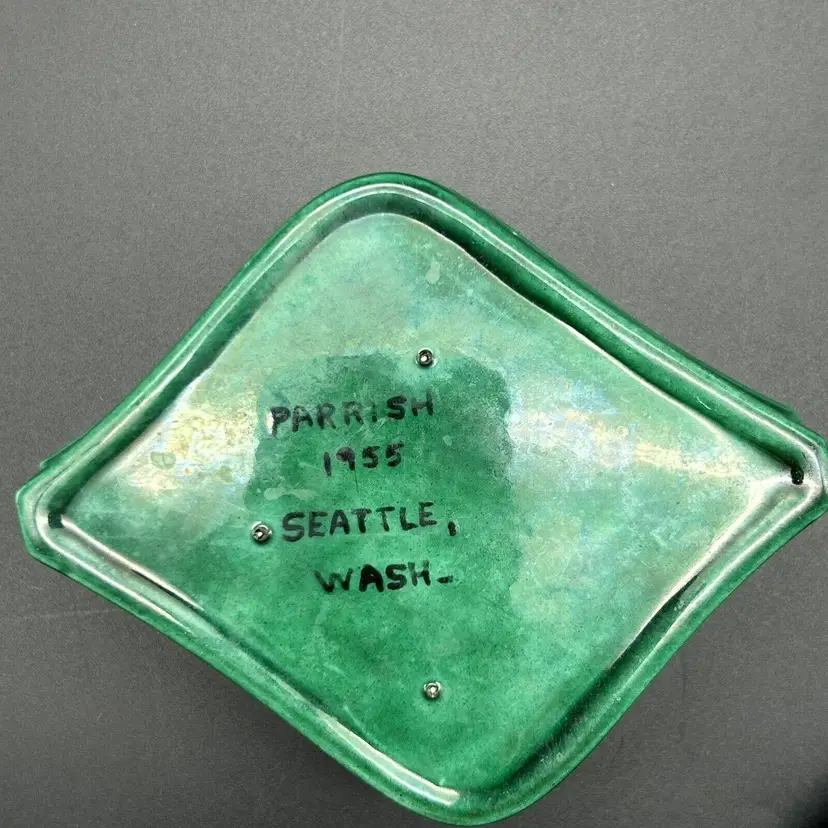 PARRISH
1955
SEATTLE,
WASH-